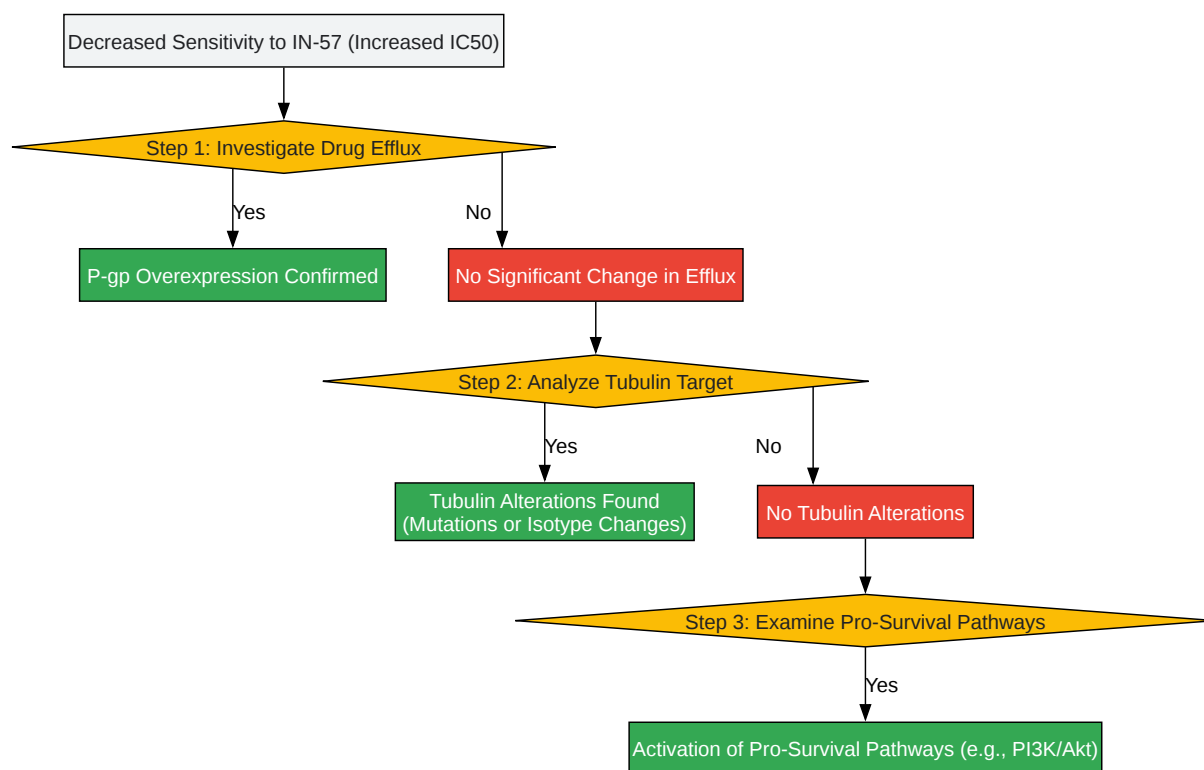 Decreased Sensitivity to IN-57 (Increased IC50)
Step 1: Investigate Drug Efflux
Yes
No
P-gp Overexpression Confirmed
No Significant Change in Efflux
Step 2: Analyze Tubulin Target
Yes
No
Tubulin Alterations Found
(Mutations or Isotype Changes)
No Tubulin Alterations
Step 3: Examine Pro-Survival Pathways
Yes
Activation of Pro-Survival Pathways (e.g., PI3K/Akt)